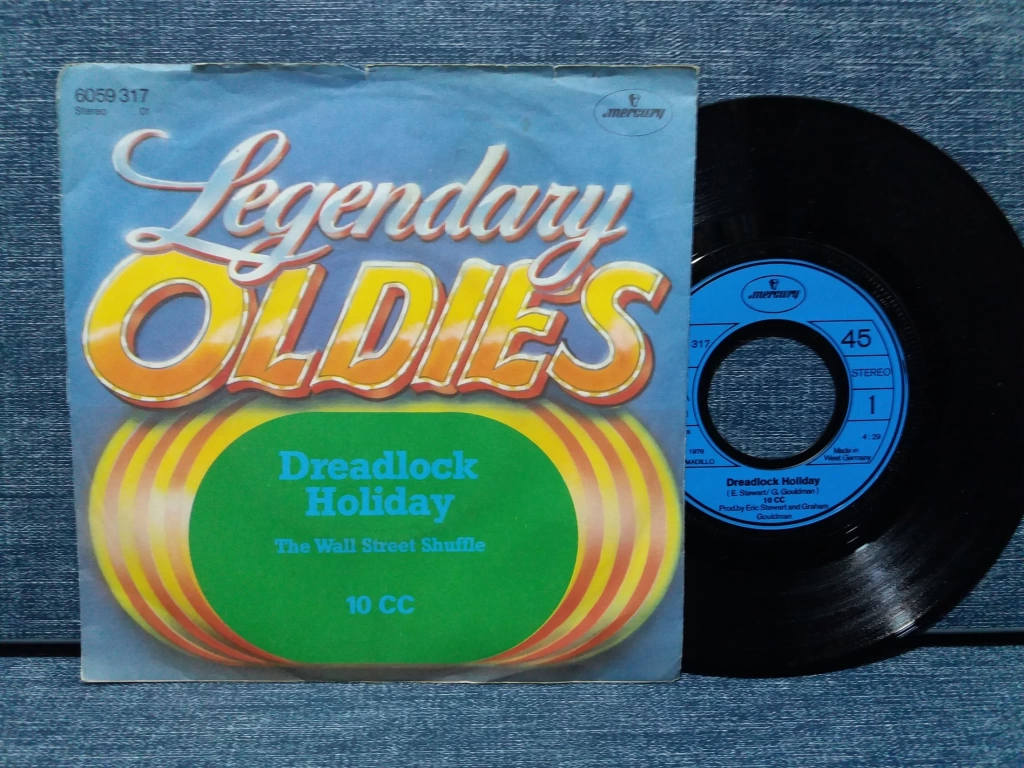 6059 317
Stereo 01
mercury
Legendary
OLDIES
Dreadlock
Holiday
The Wall Street Shuffle
10 CC
mercury
317
45
STEREO
1
1978
4:29
MADILLO
Made in
West Germany
Dreadlock Holiday
(E. Stewart/G. Gouldman)
10 CC
Prod.by Eric Stewart and Graham
Gouldman